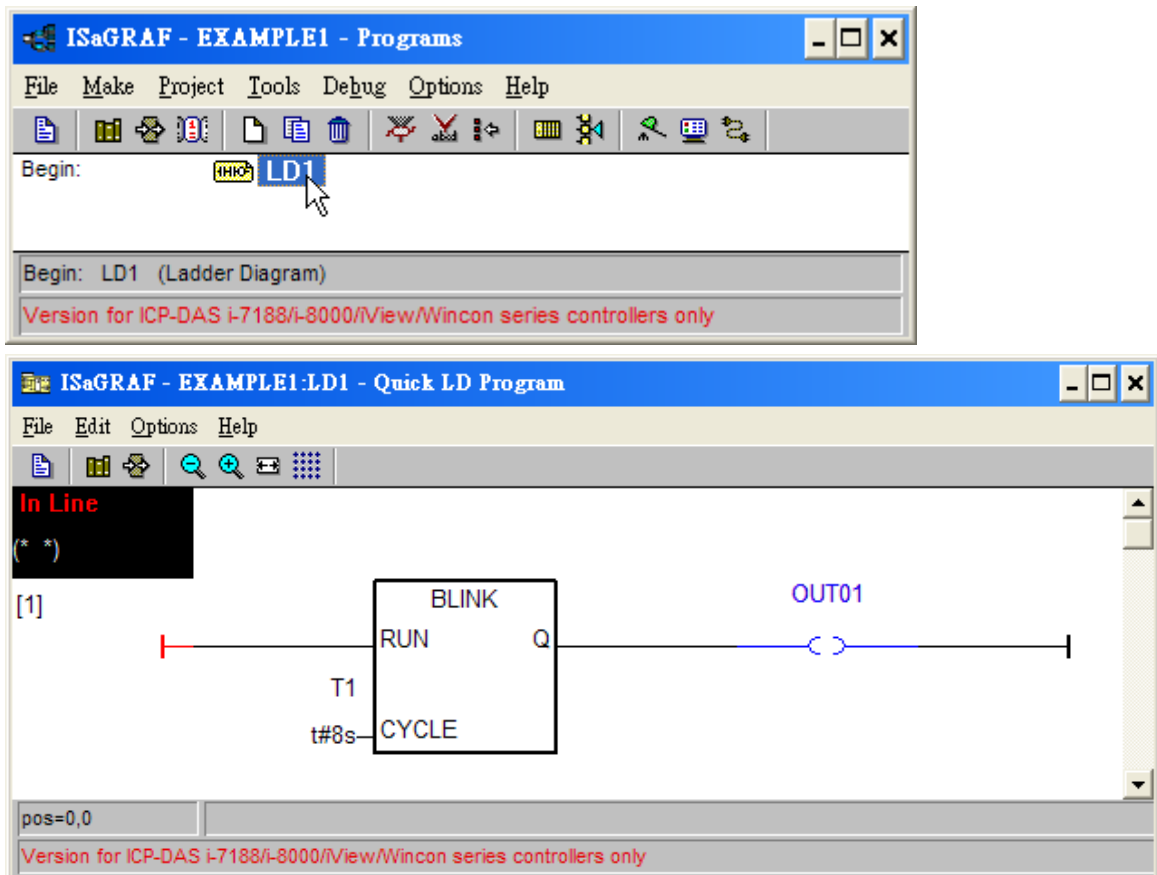 ISaGRAF - EXAMPLE1 - Programs
File Make Project Tools Debug Options Help
Begin: LD1
Begin: LD1 (Ladder Diagram)
Version for ICP-DAS i-7188/i-8000/iView/Wincon series controllers only
ISaGRAF - EXAMPLE1:LD1 - Quick LD Program
File Edit Options Help
In Line
(* *)
[1]
BLINK
OUT01
RUN Q
T1
t#8s CYCLE
pos=0,0
Version for ICP-DAS i-7188/i-8000/iView/Wincon series controllers only